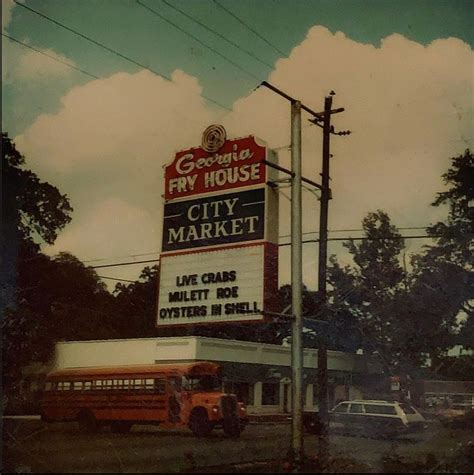 Georgia
FRY HOUSE
CITY
MARKET
LIVE CRABS
MULETT ROE
OYSTERS IN SHELL